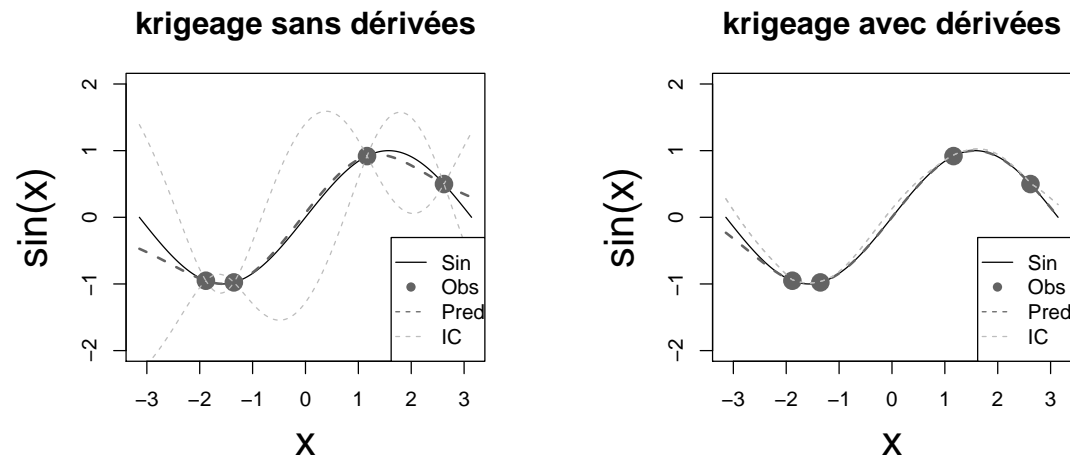 krigeage sans dérivées
2
1
0
−1
−2
sin(x)
Sin
Obs
Pred
IC
−3 −2 −1 0 1 2 3
X
krigeage avec dérivées
2
1
0
−1
−2
sin(x)
Sin
Obs
Pred
IC
−3 −2 −1 0 1 2 3
X